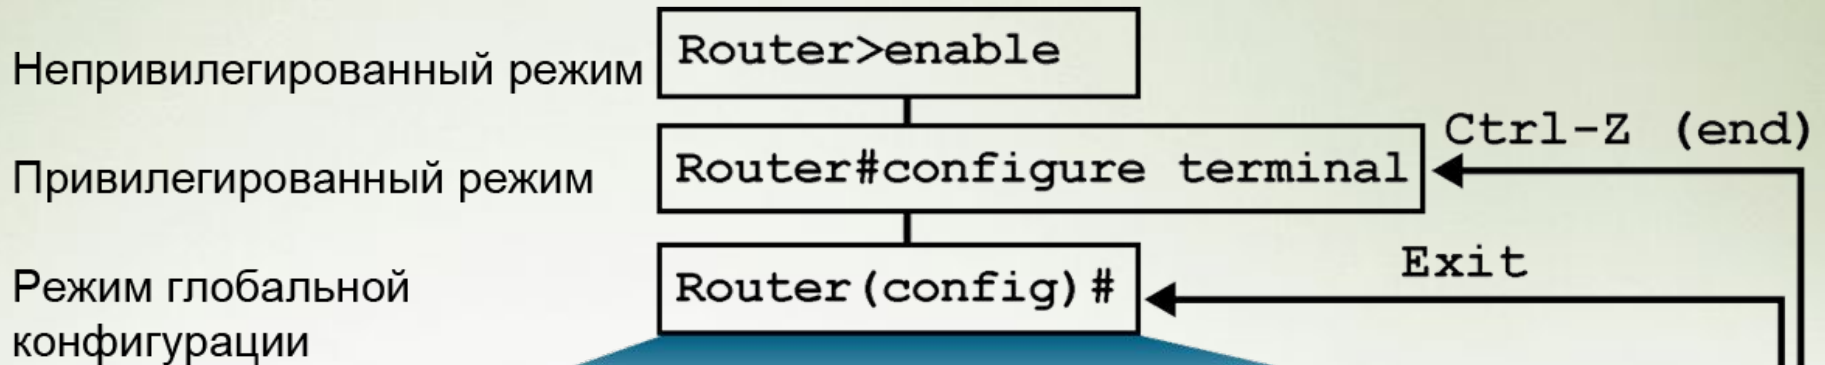 Непривилегированный режим
Router>enable
Ctrl-Z (end)
Привилегированный режим
Router#configure terminal
Exit
Режим глобальной
конфигурации
Router(config)#